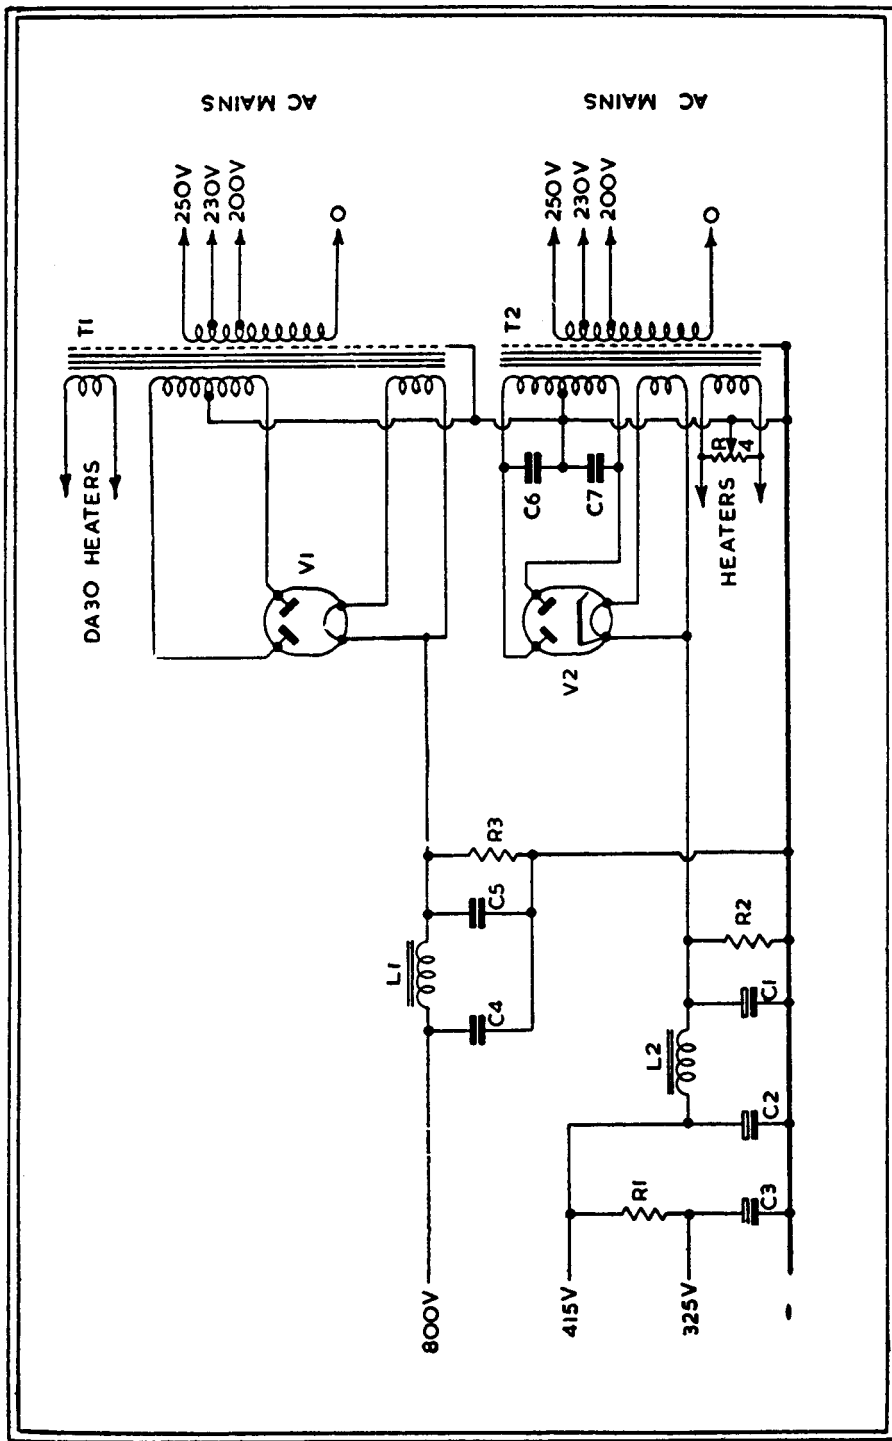 AC MAINS
AC MAINS
250V
230V
200V
O
250V
230V
200V
O
T1
T2
DA30 HEATERS
V1
C6
C7
R4
HEATERS
V2
R3
C5
L1
C4
R2
C1
L2
C2
R1
C3
800V
415V
325V
-